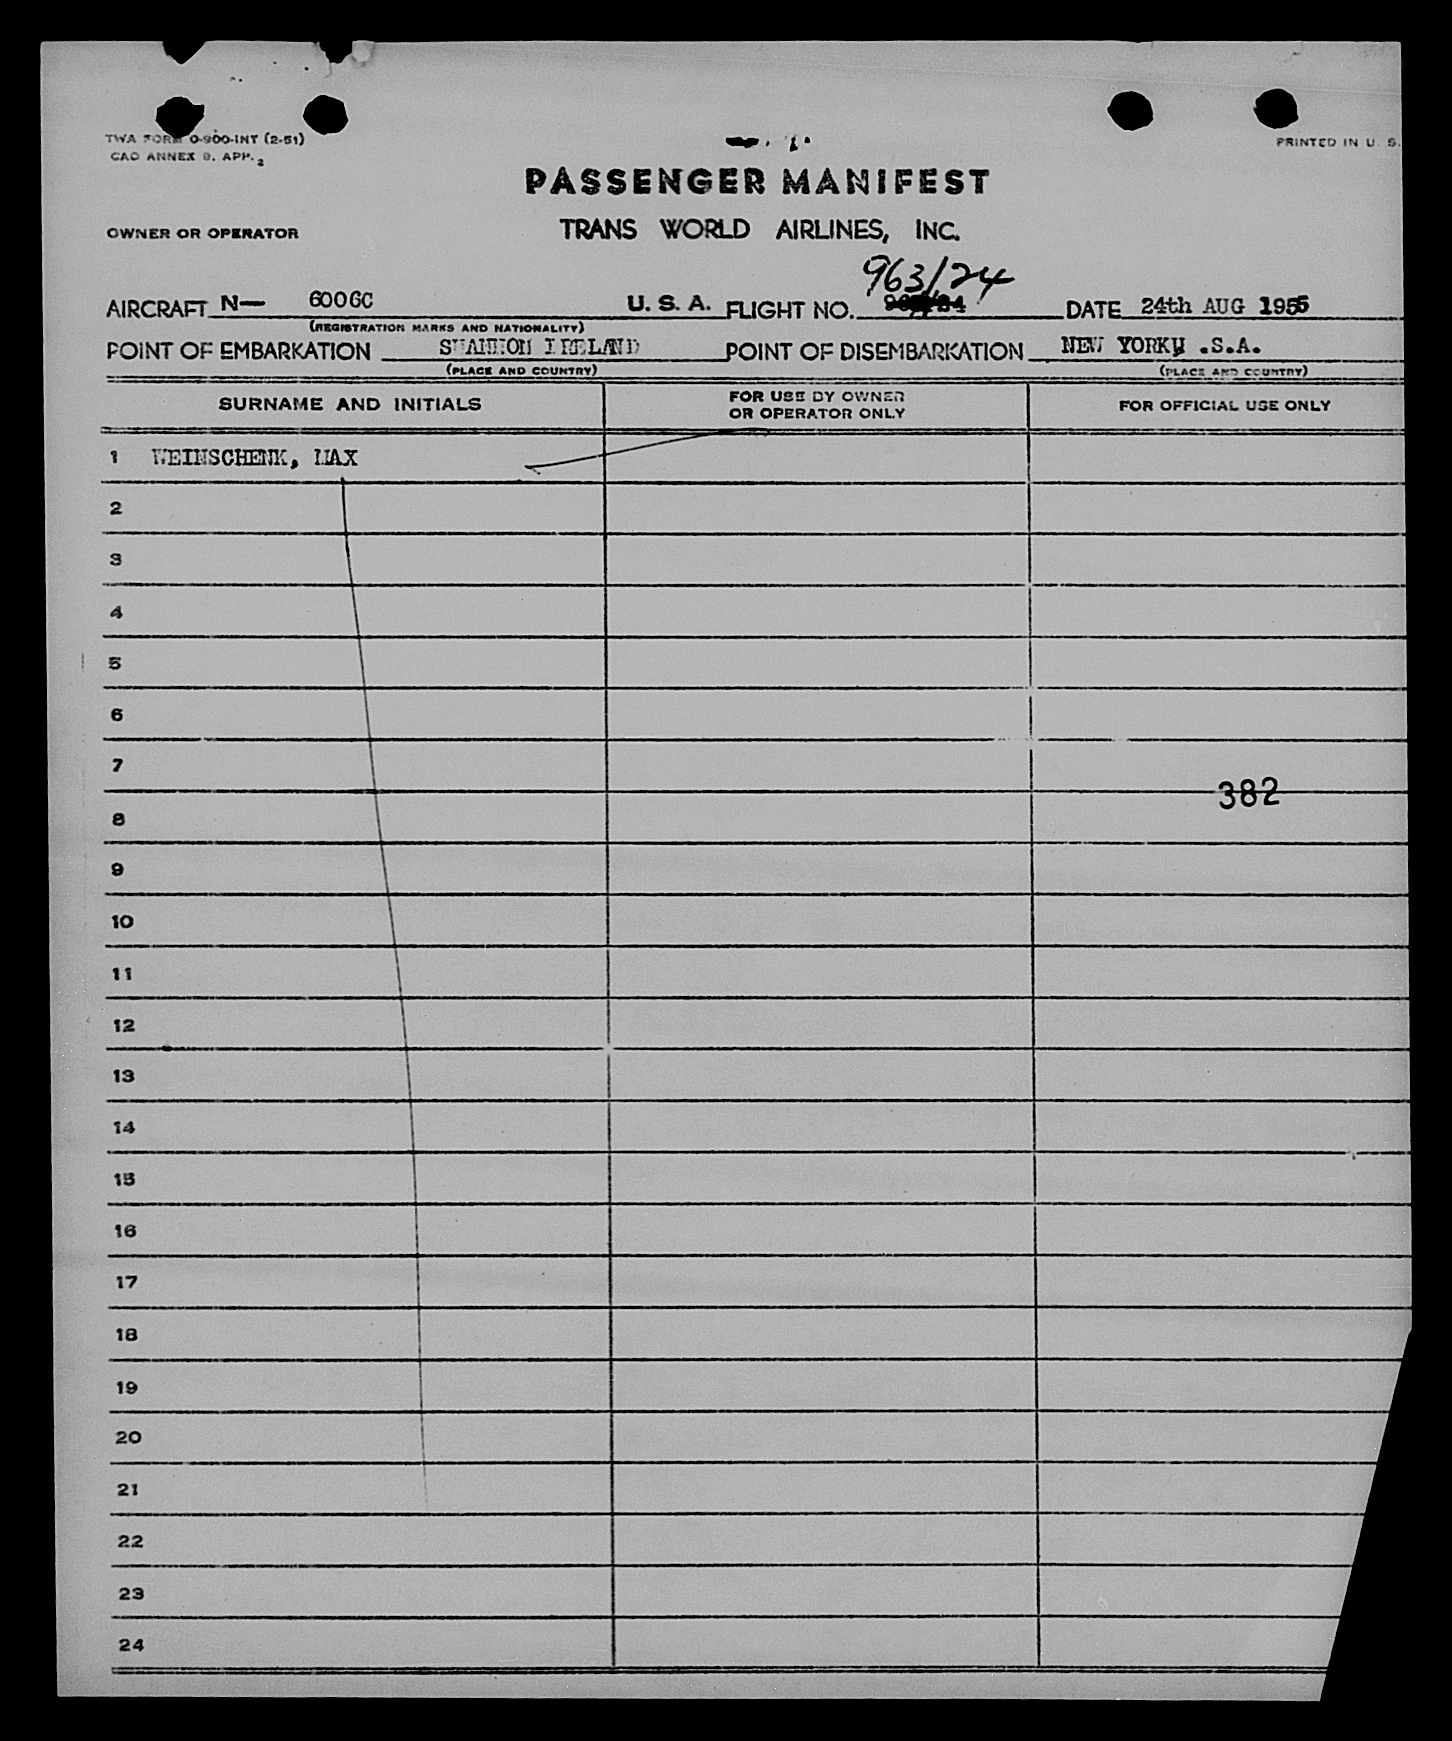 TWA FORM O-900-INT (2-51)
CAO ANNEX 9. APP. 2
PRINTED IN U. S.
PASSENGER MANIFEST
OWNER OR OPERATOR
TRANS WORLD AIRLINES, INC.
963/24
AIRCRAFT N— 6006C U. S. A. FLIGHT NO. DATE 24th AUG 1955
(REGISTRATION MARKS AND NATIONALITY)
POINT OF EMBARKATION SHANNON IRELAND POINT OF DISEMBARKATION NEW YORKU .S.A.
(PLACE AND COUNTRY) (PLACE AND COUNTRY)
SURNAME AND INITIALS
FOR USE BY OWNER
OR OPERATOR ONLY
FOR OFFICIAL USE ONLY
1 WEINSCHENK, MAX
2
3
4
5
6
7
382
8
9
10
11
12
13
14
15
16
17
18
19
20
21
22
23
24